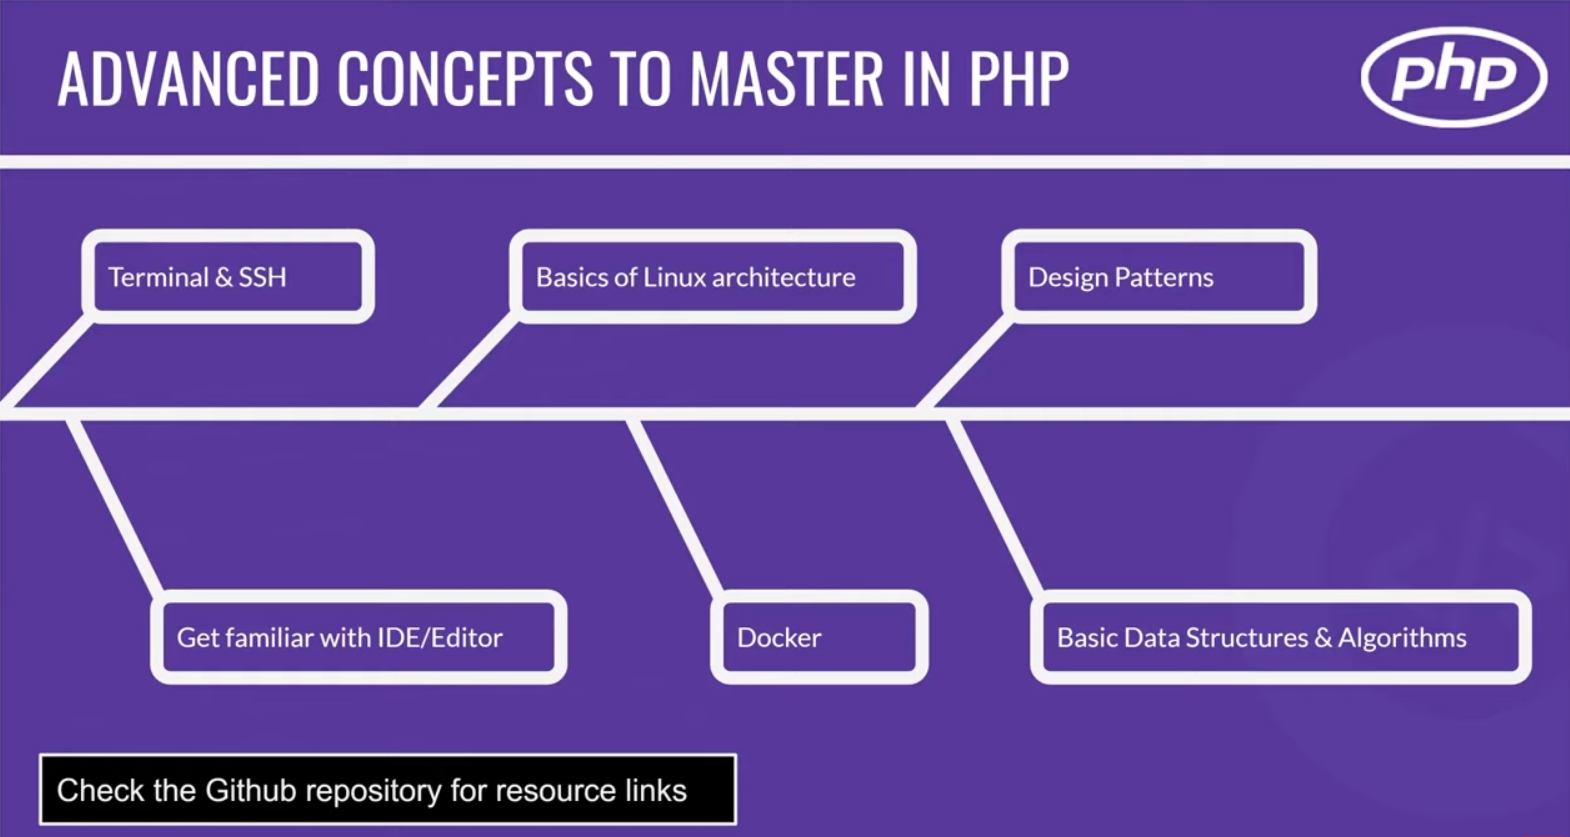 ADVANCED CONCEPTS TO MASTER IN PHP
php
Terminal & SSH
Basics of Linux architecture
Design Patterns
Get familiar with IDE/Editor
Docker
Basic Data Structures & Algorithms
Check the Github repository for resource links